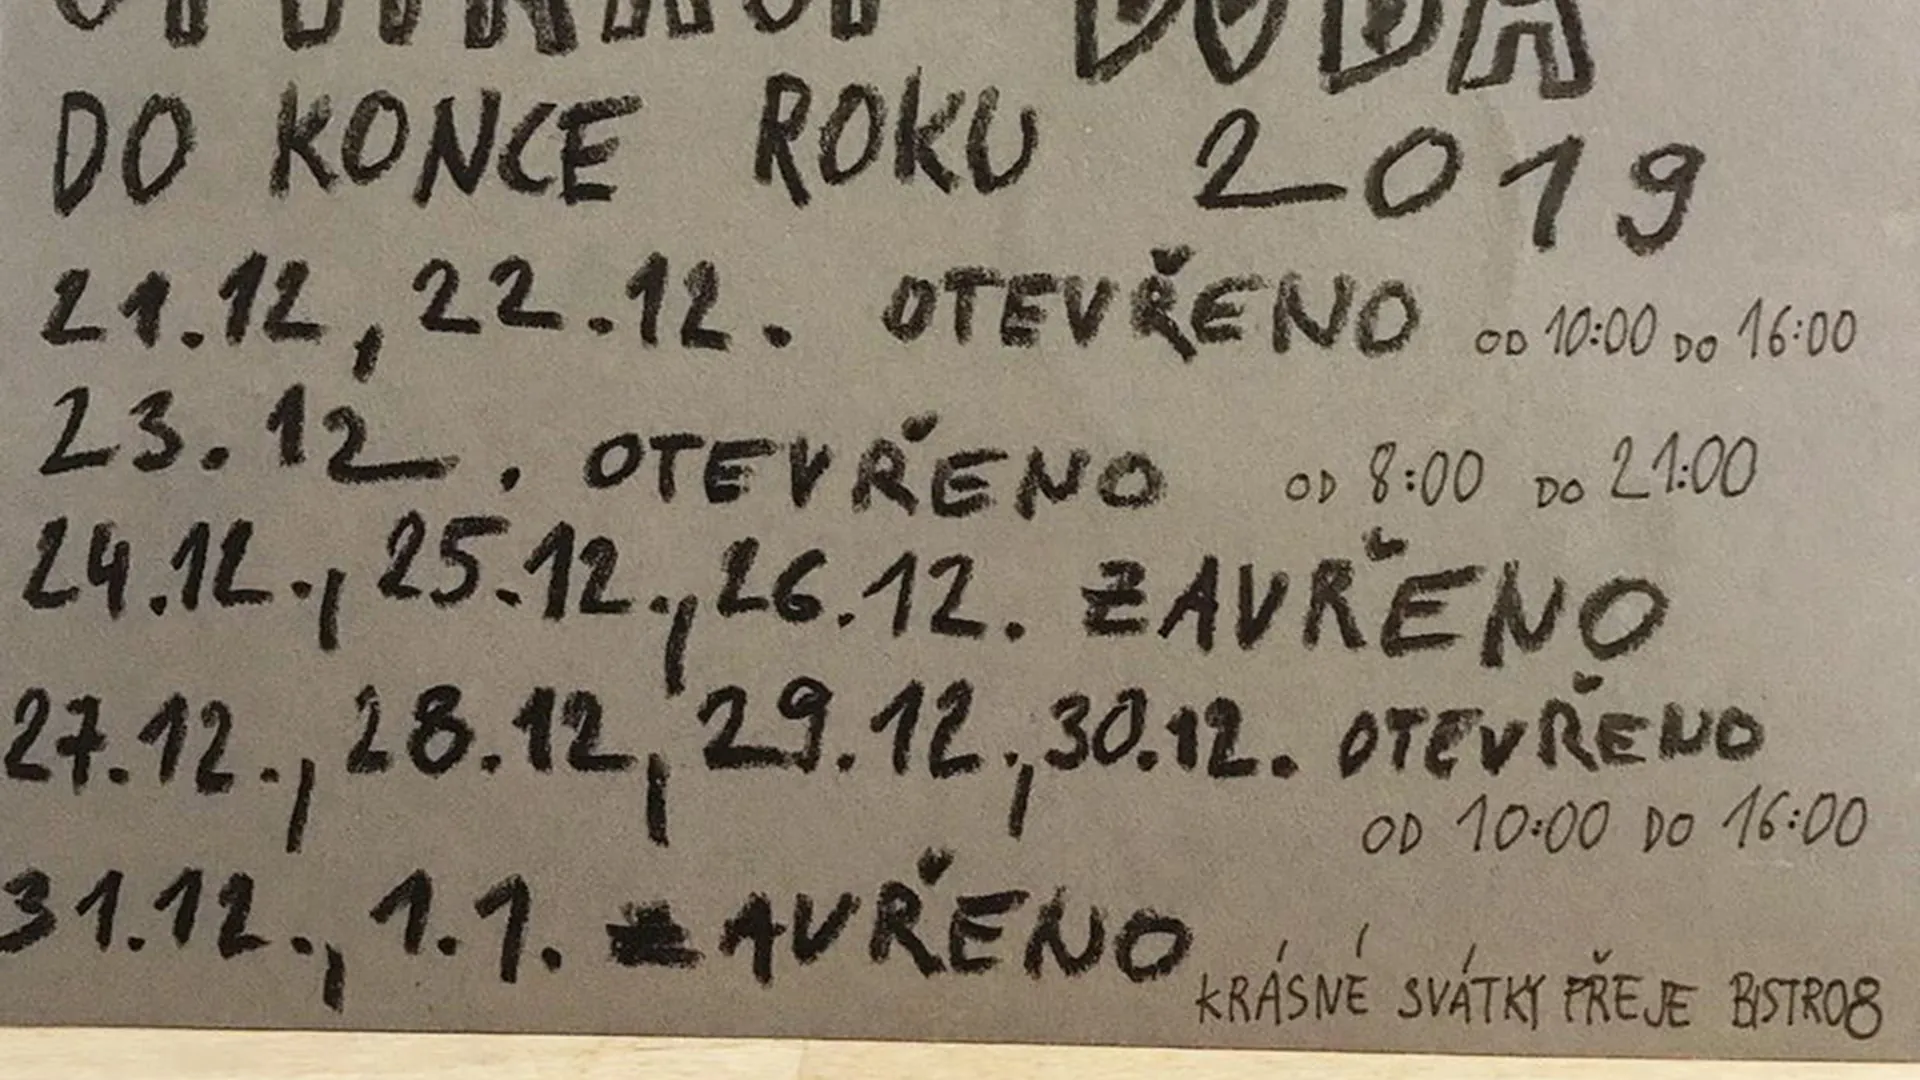 DO KONCE ROKU 2019
21.12, 22.12. OTEVŘENO OD 10:00 DO 16:00
23.12. OTEVŘENO OD 8:00 DO 21:00
24.12., 25.12., 26.12. ZAVŘENO
27.12., 28.12, 29.12., 30.12. OTEVŘENO
OD 10:00 DO 16:00
31.12., 1.1. ZAVŘENO
KRÁSNÉ SVÁTKY PŘEJE BISTRO8